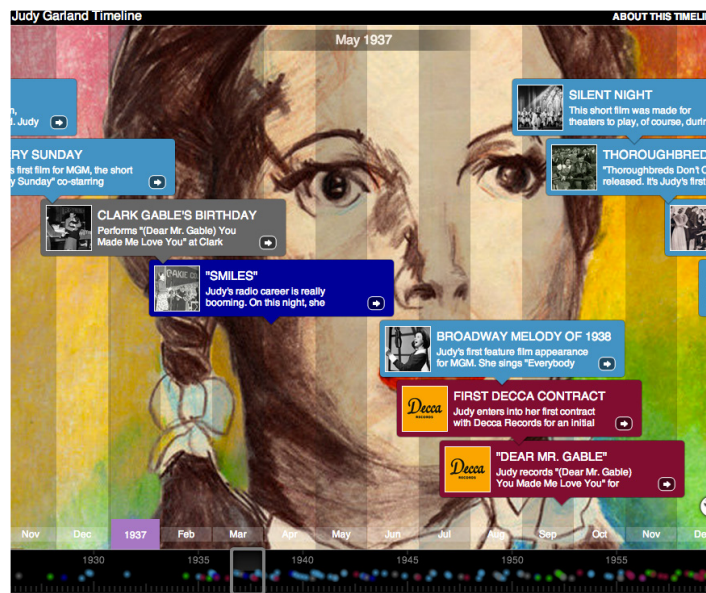 Judy Garland Timeline
ABOUT THIS TIMELI
May 1937
SILENT NIGHT
This short film was made for
theaters to play, of course, durin
d. Judy
RY SUNDAY
s first film for MGM, the short
y Sunday" co-starring
THOROUGHBRED
"Thoroughbreds Don't C
released. It's Judy's first
CLARK GABLE'S BIRTHDAY
Performs "(Dear Mr. Gable) You
Made Me Love You" at Clark
"SMILES"
Judy's radio career is really
booming. On this night, she
BROADWAY MELODY OF 1938
Judy's first feature film appearance
for MGM. She sings "Everybody
Decca
RECORDS
FIRST DECCA CONTRACT
Judy enters into her first contract
with Decca Records for an initial
Decca
RECORDS
"DEAR MR. GABLE"
Judy records "(Dear Mr. Gable)
You Made Me Love You" for
Nov Dec 1937 Feb Mar Apr May Jun Jul Aug Sep Oct Nov De
1930 1935 1940 1945 1950 1955